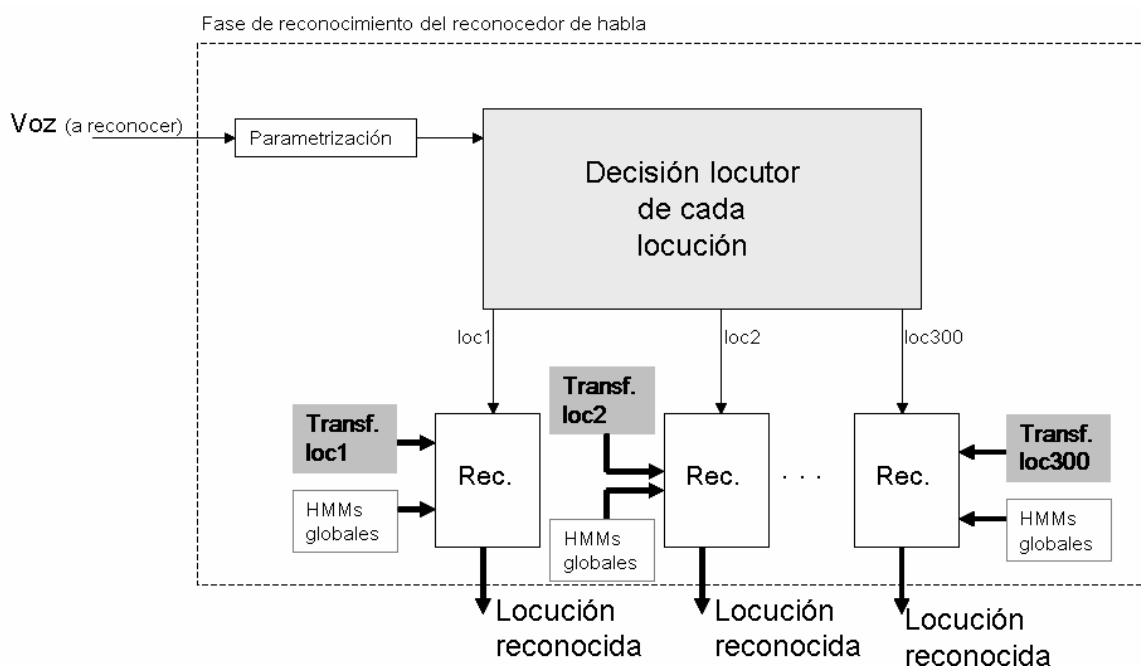 Fase de reconocimiento del reconocedor de habla
Voz (a reconocer)
Parametrización
Decisión locutor
de cada
locución
loc1
loc2
loc300
Transf.
loc1
HMMs
globales
Rec.
Transf.
loc2
HMMs
globales
Rec.
. . .
Rec.
Transf.
loc300
HMMs
globales
Locución
reconocida
Locución
reconocida
Locución
reconocida